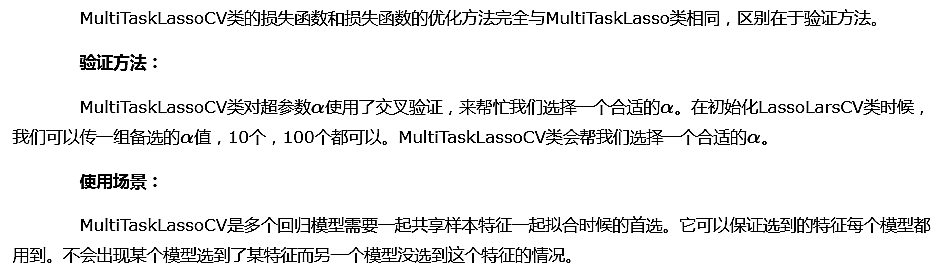 MultiTaskLassoCV类的损失函数和损失函数的优化方法完全与MultiTaskLasso类相同，区别在于验证方法。
验证方法：
MultiTaskLassoCV类对超参数α使用了交叉验证，来帮忙我们选择一个合适的α。在初始化LassoLarsCV类时候，
我们可以传一组备选的α值，10个，100个都可以。MultiTaskLassoCV类会帮我们选择一个合适的α。
使用场景：
MultiTaskLassoCV是多个回归模型需要一起共享样本特征一起拟合时候的首选。它可以保证选到的特征每个模型都
用到。不会出现某个模型选到了某特征而另一个模型没选到这个特征的情况。